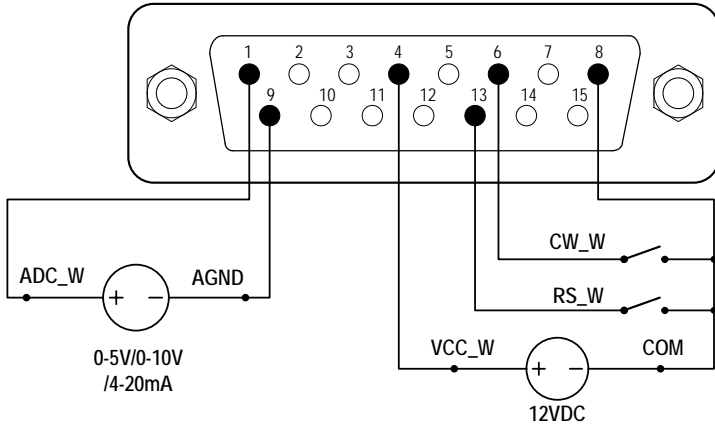 1 2 3 4 5 6 7 8
9 10 11 12 13 14 15
CW_W
ADC_W + − AGND
RS_W
0-5V/0-10V
/4-20mA
VCC_W + − COM
12VDC